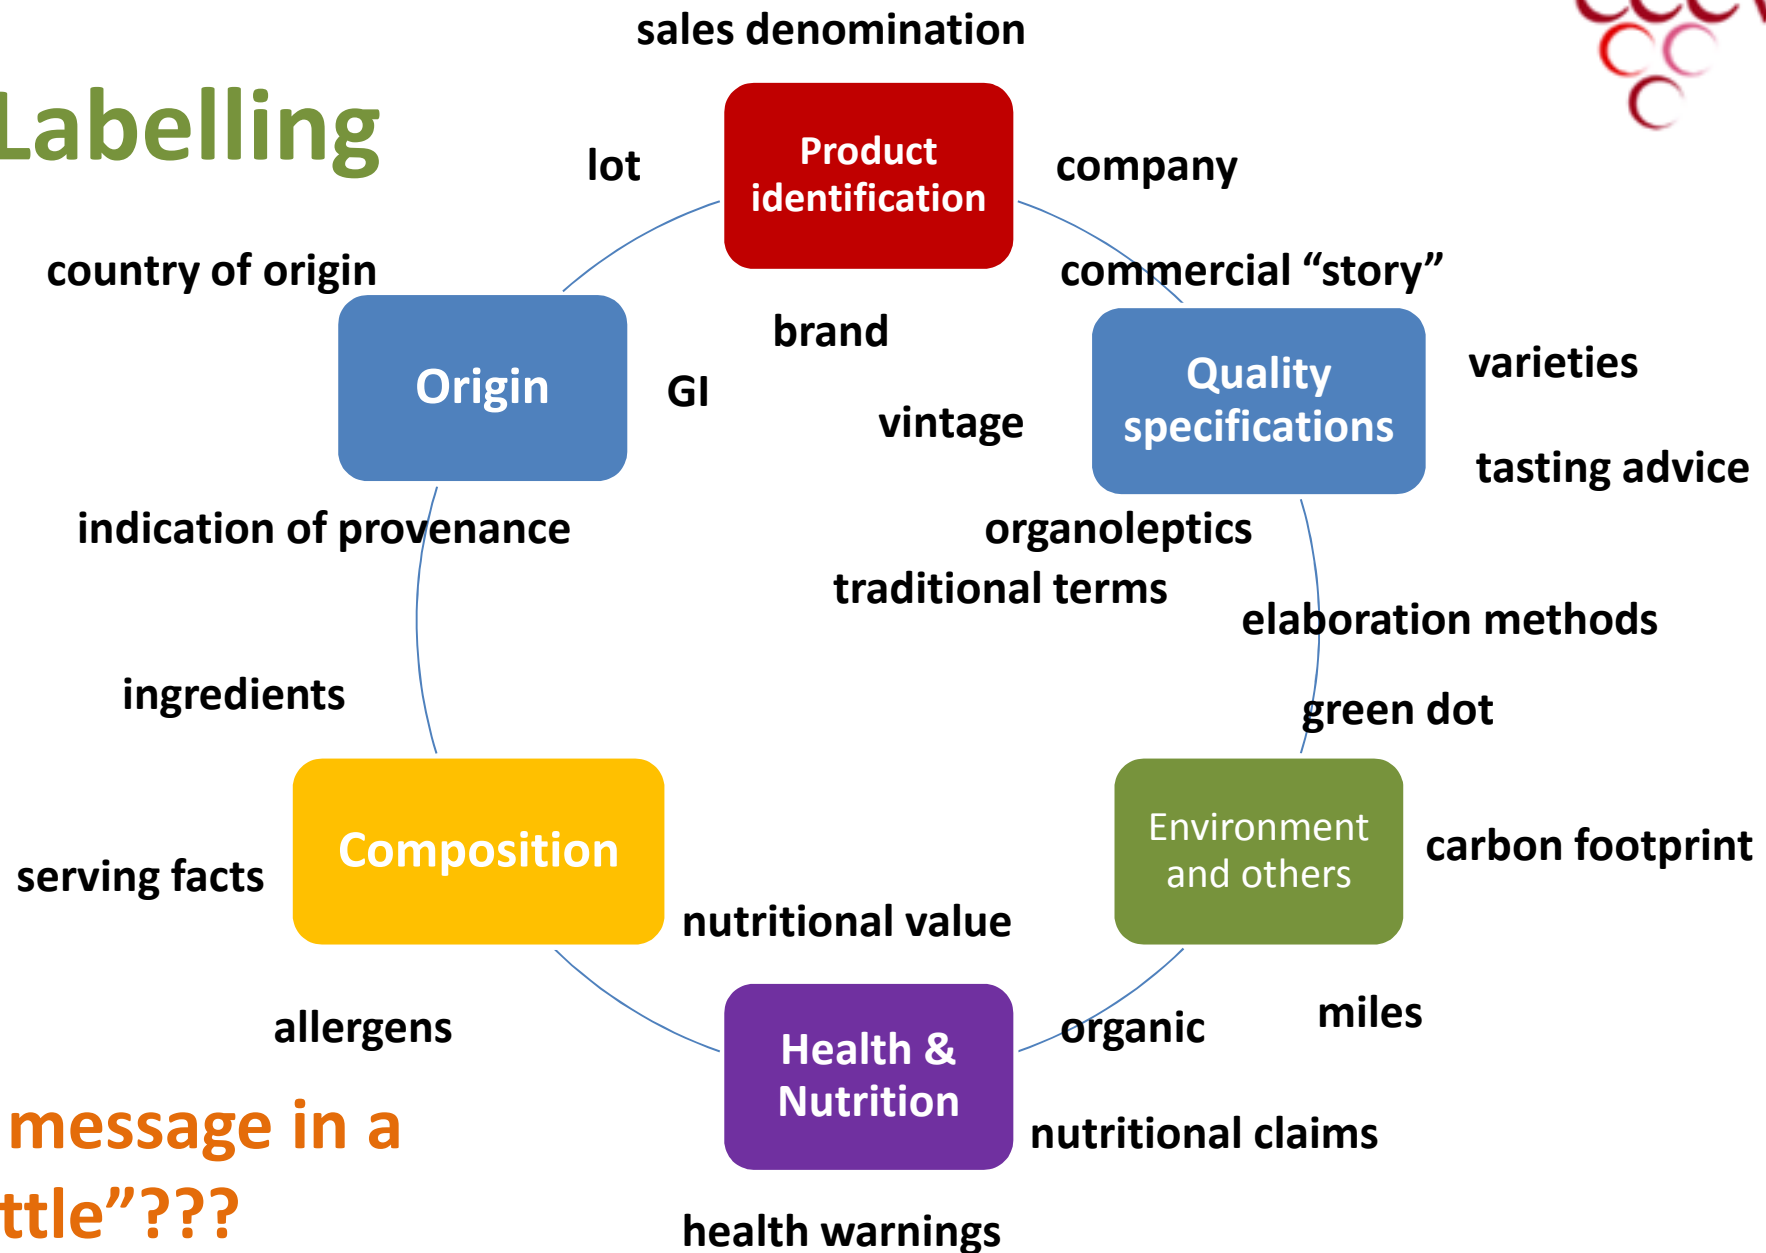 sales denomination
Labelling
Product
identification
lot
company
country of origin
commercial “story”
brand
Origin
GI
Quality
specifications
varieties
vintage
tasting advice
indication of provenance
organoleptics
traditional terms
elaboration methods
ingredients
green dot
Composition
Environment
and others
carbon footprint
serving facts
nutritional value
allergens
Health &
Nutrition
organic
miles
message in a
ttle”???
nutritional claims
health warnings